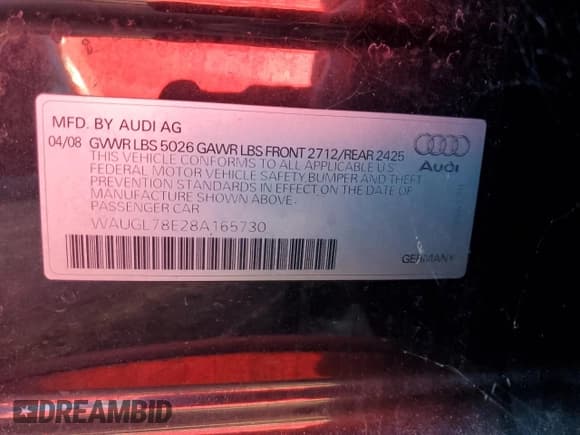 MFD. BY AUDI AG
04/08 GVWR LBS 5026 GAWR LBS FRONT 2712/REAR 2425
THIS VEHICLE CONFORMS TO ALL APPLICABLE U.S.
FEDERAL MOTOR VEHICLE SAFETY, BUMPER AND THEFT
PREVENTION STANDARDS IN EFFECT ON THE DATE OF
MANUFACTURE SHOWN ABOVE.
PASSENGER CAR
WAUGL78E28A165730
Audi
GERMANY
DREAMBID